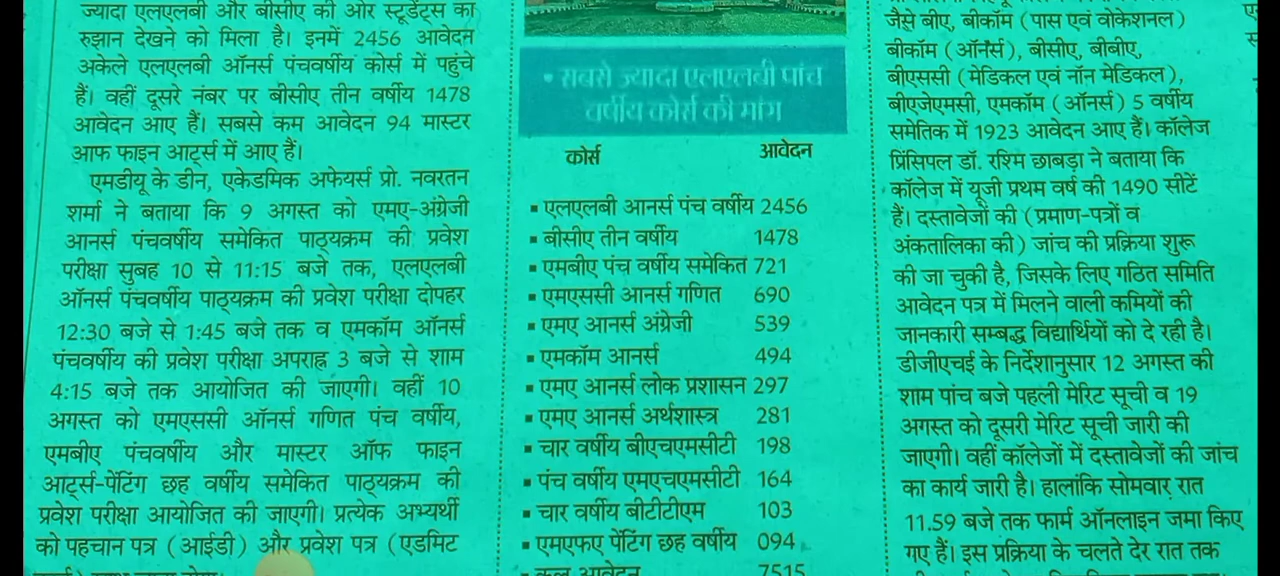 ज्यादा एलएलबी और बीसीए की ओर स्टूडेंट्स का
रुझान देखने को मिला है। इनमें 2456 आवेदन
अकेले एलएलबी ऑनर्स पंचवर्षीय कोर्स में पहुंचे
हैं। वहीं दूसरे नंबर पर बीसीए तीन वर्षीय 1478
आवेदन आए हैं। सबसे कम आवेदन 94 मास्टर
आफ फाइन आर्ट्स में आए हैं।
एमडीयू के डीन, एकेडमिक अफेयर्स प्रो. नवरतन
शर्मा ने बताया कि 9 अगस्त को एमए-अंग्रेजी
आनर्स पंचवर्षीय समेकित पाठ्यक्रम की प्रवेश
परीक्षा सुबह 10 से 11:15 बजे तक, एलएलबी
ऑनर्स पंचवर्षीय पाठ्यक्रम की प्रवेश परीक्षा दोपहर
12:30 बजे से 1:45 बजे तक व एमकॉम ऑनर्स
पंचवर्षीय की प्रवेश परीक्षा अपराह्न 3 बजे से शाम
4:15 बजे तक आयोजित की जाएगी। वहीं 10
अगस्त को एमएससी ऑनर्स गणित पंच वर्षीय,
एमबीए पंचवर्षीय और मास्टर ऑफ फाइन
आर्ट्स-पेंटिंग छह वर्षीय समेकित पाठ्यक्रम की
प्रवेश परीक्षा आयोजित की जाएगी। प्रत्येक अभ्यर्थी
को पहचान पत्र (आईडी) और प्रवेश पत्र (एडमिट
▪ सबसे ज्यादा एलएलबी पांच
वर्षीय कोर्स की मांग
कोर्स आवेदन
▪ एलएलबी आनर्स पंच वर्षीय 2456
▪ बीसीए तीन वर्षीय 1478
▪ एमबीए पंच वर्षीय समेकित 721
▪ एमएससी आनर्स गणित 690
▪ एमए आनर्स अंग्रेजी 539
▪ एमकॉम आनर्स 494
▪ एमए आनर्स लोक प्रशासन 297
▪ एमए आनर्स अर्थशास्त्र 281
▪ चार वर्षीय बीएचएमसीटी 198
▪ पंच वर्षीय एमएचएमसीटी 164
▪ चार वर्षीय बीटीटीएम 103
▪ एमएफए पेंटिंग छह वर्षीय 094
▪ कुल आवेदन 7515
जैसे बीए, बीकॉम (पास एवं वोकेशनल)
बीकॉम (ऑनर्स), बीसीए, बीबीए,
बीएससी (मेडिकल एवं नॉन मेडिकल),
बीएजेएमसी, एमकॉम (ऑनर्स) 5 वर्षीय
समेतिक में 1923 आवेदन आए हैं। कॉलेज
प्रिंसिपल डॉ. रश्मि छाबड़ा ने बताया कि
कॉलेज में यूजी प्रथम वर्ष की 1490 सीटें
हैं। दस्तावेजों की (प्रमाण-पत्रों व
अंकतालिका की) जांच की प्रक्रिया शुरू
की जा चुकी है, जिसके लिए गठित समिति
आवेदन पत्र में मिलने वाली कमियों की
जानकारी सम्बद्ध विद्यार्थियों को दे रही है।
डीजीएचई के निर्देशानुसार 12 अगस्त की
शाम पांच बजे पहली मेरिट सूची व 19
अगस्त को दूसरी मेरिट सूची जारी की
जाएगी। वहीं कॉलेजों में दस्तावेजों की जांच
का कार्य जारी है। हालांकि सोमवार रात
11.59 बजे तक फार्म ऑनलाइन जमा किए
गए हैं। इस प्रक्रिया के चलते देर रात तक